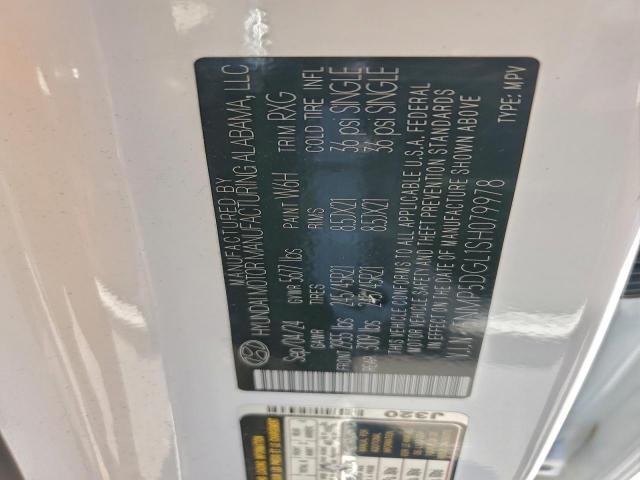 MANUFACTURED BY
HYUNDAI MOTOR MANUFACTURING ALABAMA, LLC
Sep/04/24 GVWR 5677 lbs PAINT W6H TRIM RXG
GAWR TIRES RIMS COLD TIRE INFL
FRONT 2953 lbs 245/45R21 8.5JX21 36 psi SINGLE
REAR 3109 lbs 245/45R21 8.5JX21 36 psi SINGLE
THIS VEHICLE CONFORMS TO ALL APPLICABLE U.S.A. FEDERAL
MOTOR VEHICLE SAFETY AND THEFT PREVENTION STANDARDS
IN EFFECT ON THE DATE OF MANUFACTURE SHOWN ABOVE
V.I.N: 5NMP5DGL1SH079978 TYPE: MPV
J320